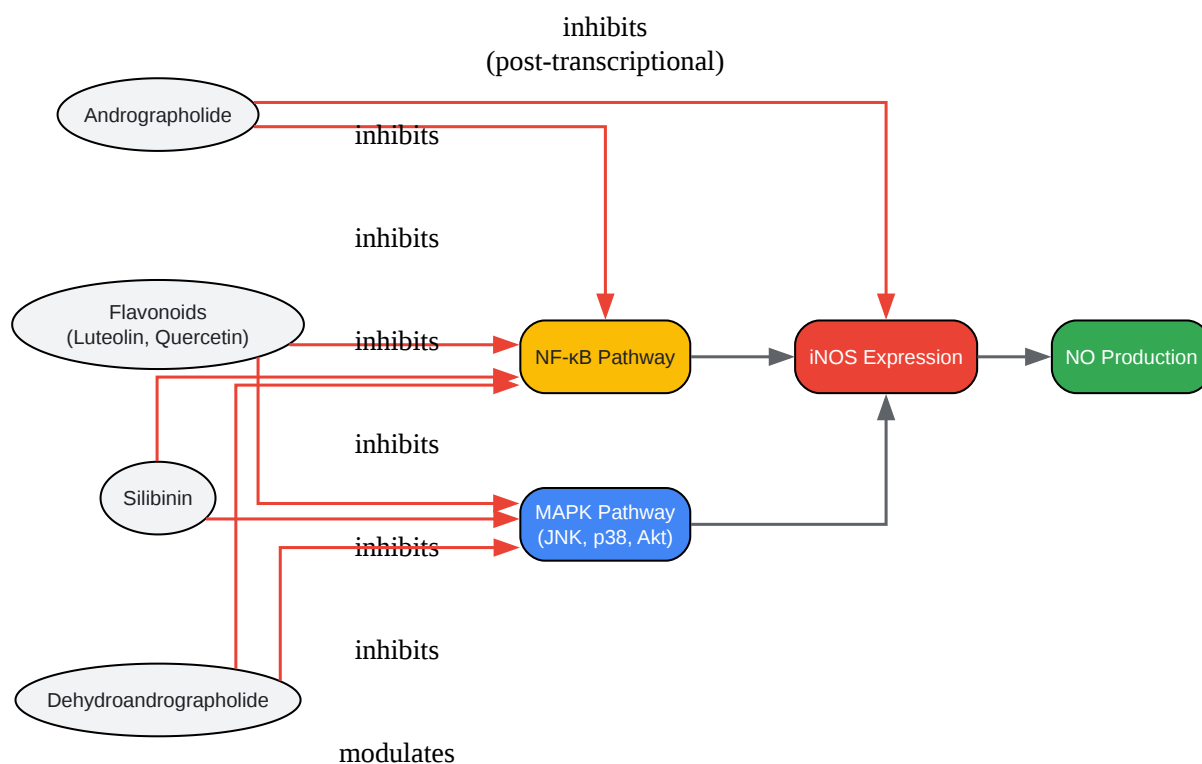 inhibits
(post-transcriptional)
Andrographolide
inhibits
inhibits
Flavonoids
(Luteolin, Quercetin)
inhibits
NF-κB Pathway
iNOS Expression
NO Production
inhibits
Silibinin
MAPK Pathway
(JNK, p38, Akt)
inhibits
inhibits
Dehydroandrographolide
modulates